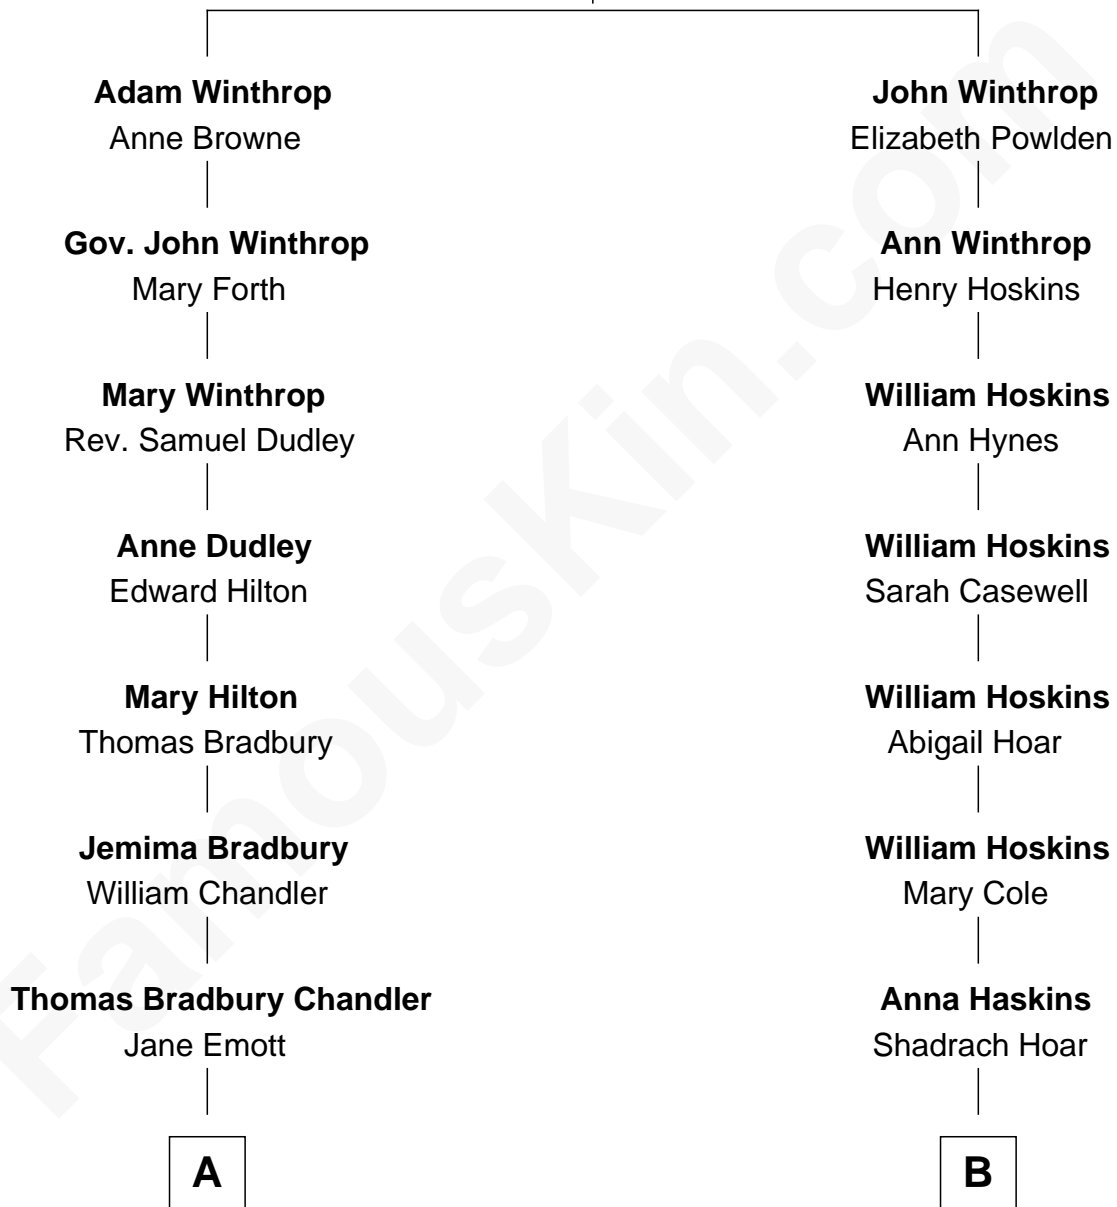 Adam Winthrop
Anne Browne
Gov. John Winthrop
Mary Forth
Mary Winthrop
Rev. Samuel Dudley
Anne Dudley
Edward Hilton
Mary Hilton
Thomas Bradbury
Jemima Bradbury
William Chandler
Thomas Bradbury Chandler
Jane Emott
A
John Winthrop
Elizabeth Powlden
Ann Winthrop
Henry Hoskins
William Hoskins
Ann Hynes
William Hoskins
Sarah Casewell
William Hoskins
Abigail Hoar
William Hoskins
Mary Cole
Anna Haskins
Shadrach Hoar
B
FamousKin.com